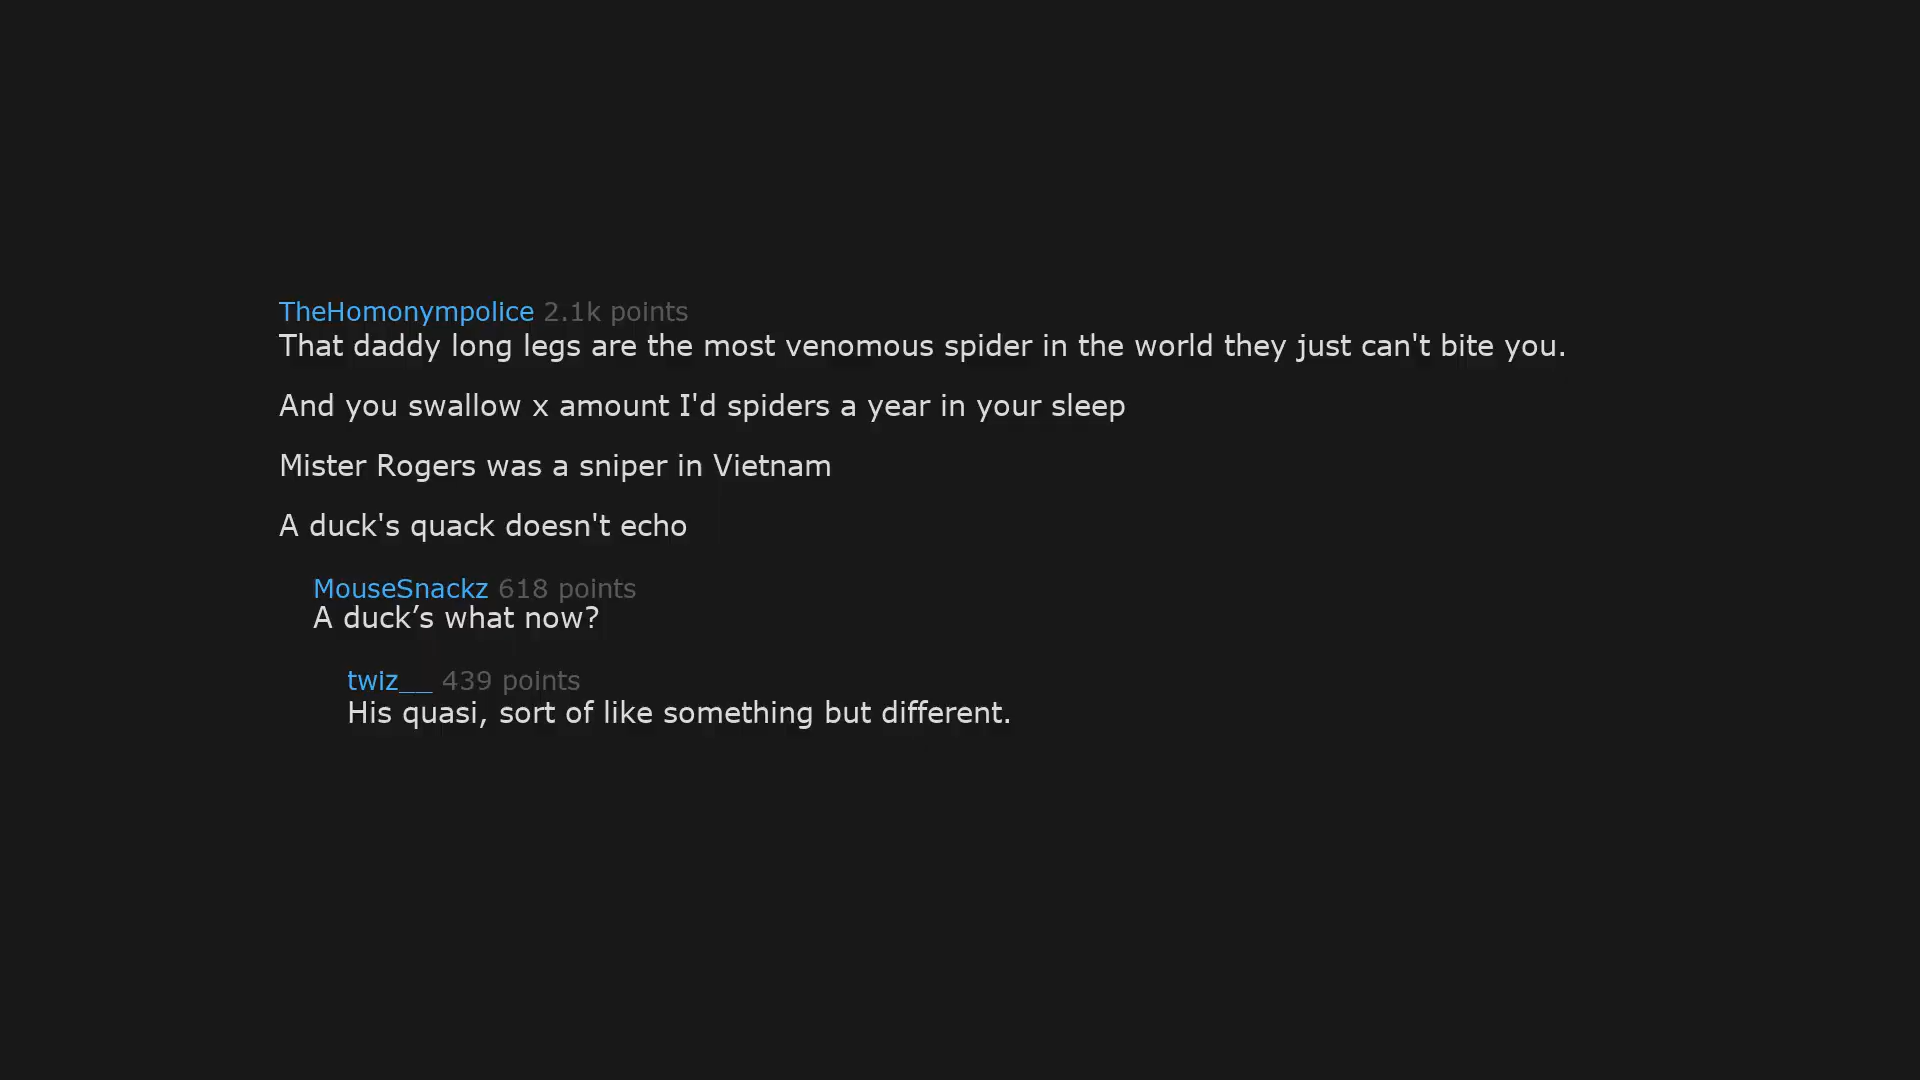 TheHomonympolice 2.1k points
That daddy long legs are the most venomous spider in the world they just can't bite you.
And you swallow x amount I'd spiders a year in your sleep
Mister Rogers was a sniper in Vietnam
A duck's quack doesn't echo
MouseSnackz 618 points
A duck’s what now?
twiz__ 439 points
His quasi, sort of like something but different.